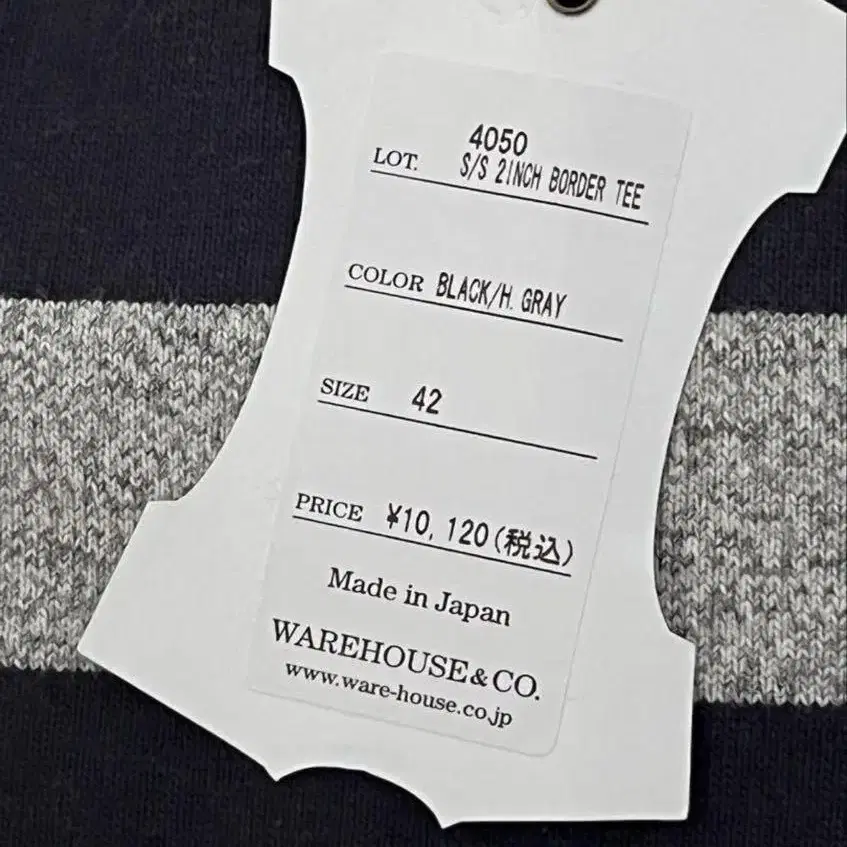 4050
LOT. S/S 2INCH BORDER TEE
COLOR BLACK/H.GRAY
SIZE 42
PRICE ¥10,120(税込)
Made in Japan
WAREHOUSE&CO.
www.ware-house.co.jp